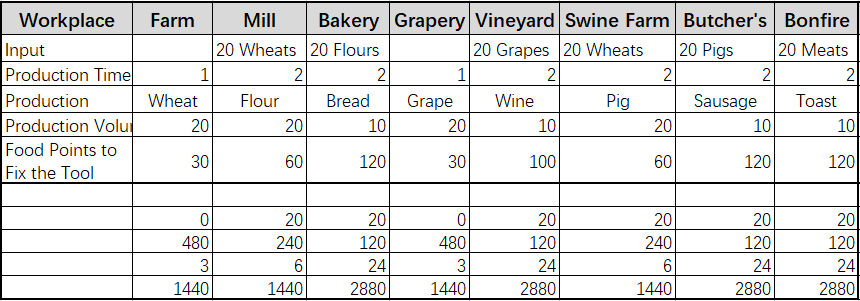 Workplace Farm Mill Bakery Grapery Vineyard Swine Farm Butcher's Bonfire
Input 20 Wheats 20 Flours 20 Grapes 20 Wheats 20 Pigs 20 Meats
Production Time 1 2 2 1 2 2 2 2
Production Wheat Flour Bread Grape Wine Pig Sausage Toast
Production Volu 20 20 10 20 10 20 10 10
Food Points to
Fix the Tool 30 60 120 30 100 60 120 120
0 20 20 0 20 20 20 20
480 240 120 480 120 240 120 120
3 6 24 3 24 6 24 24
1440 1440 2880 1440 2880 1440 2880 2880